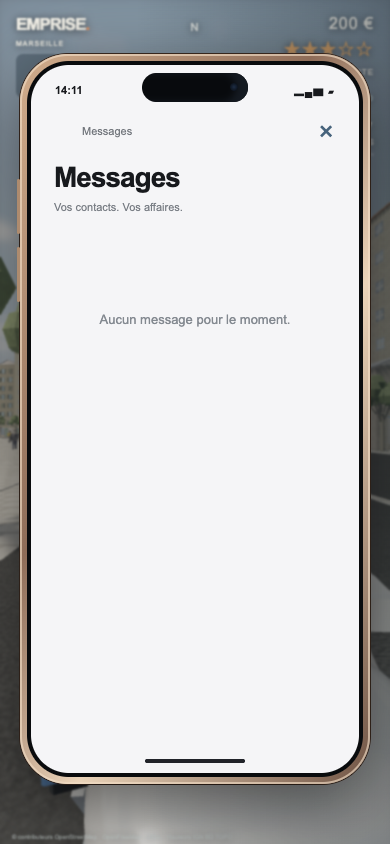 EMPRISE.
N
200 €
MARSEILLE
14:11
Messages
×
Messages
Vos contacts. Vos affaires.
Aucun message pour le moment.